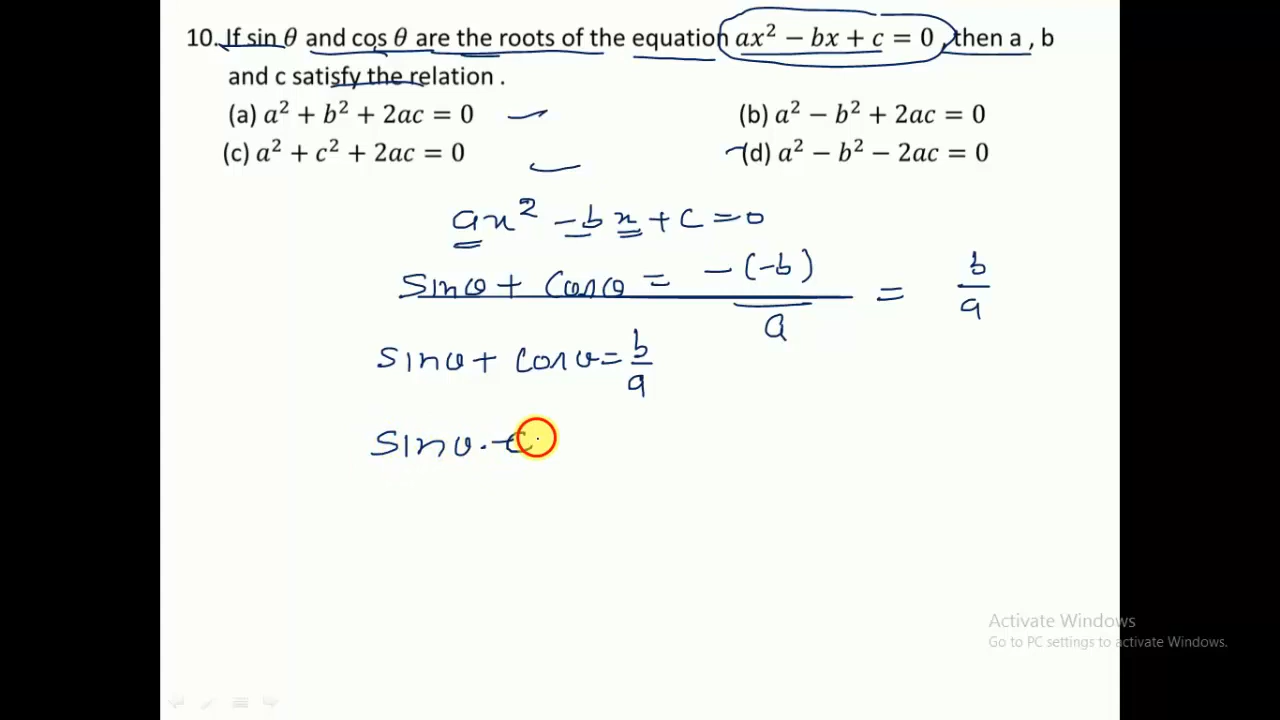 10. If sin θ and cos θ are the roots of the equation ax² − bx + c = 0 , then a , b
and c satisfy the relation .
(a) a² + b² + 2ac = 0 (b) a² − b² + 2ac = 0
(c) a² + c² + 2ac = 0 (d) a² − b² − 2ac = 0
ax² − bx + c = 0
sinθ + cosθ = −(−b)/a = b/a
sinθ + cosθ = b/a
sinθ . c
Activate Windows
Go to PC settings to activate Windows.